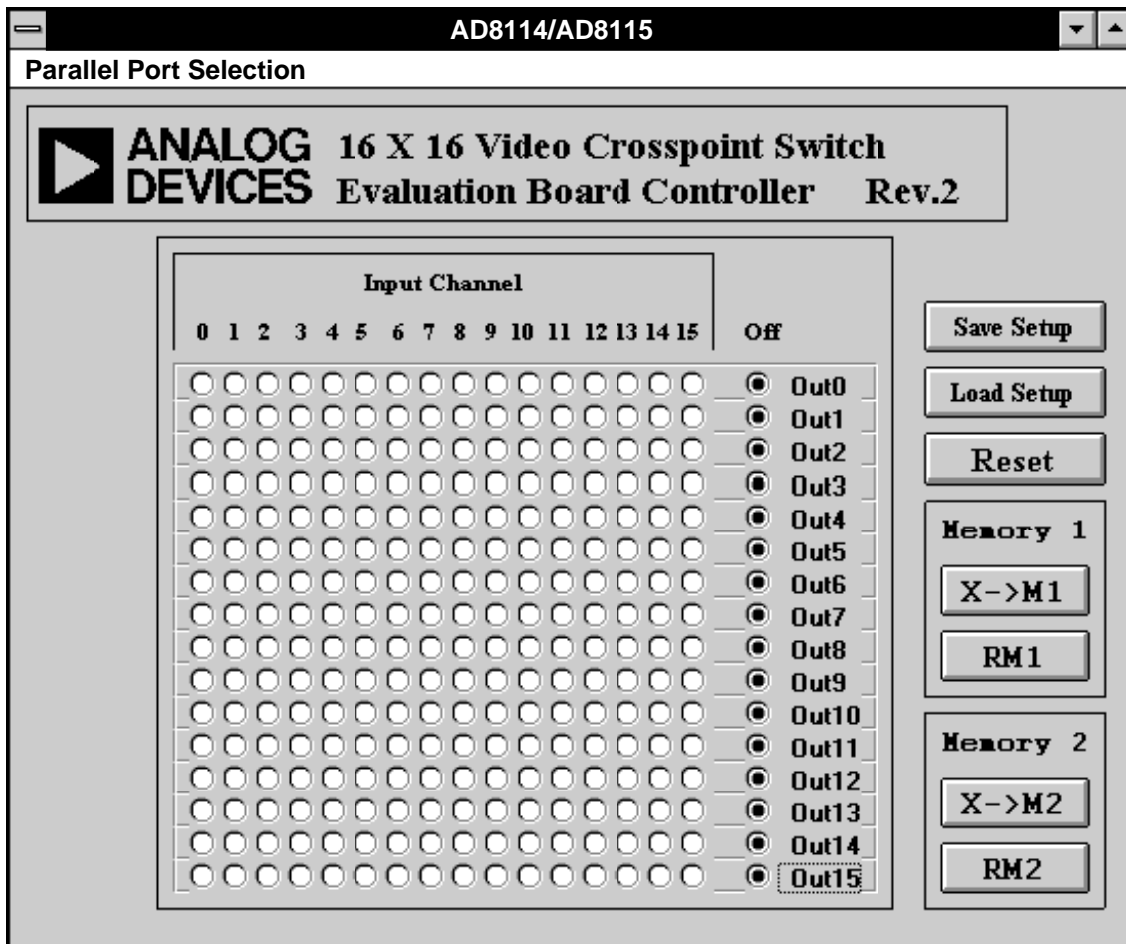 AD8114/AD8115
Parallel Port Selection
ANALOG
DEVICES
16 X 16 Video Crosspoint Switch
Evaluation Board Controller Rev.2
Input Channel
0 1 2 3 4 5 6 7 8 9 10 11 12 13 14 15 Off
Out0
Out1
Out2
Out3
Out4
Out5
Out6
Out7
Out8
Out9
Out10
Out11
Out12
Out13
Out14
Out15
Save Setup
Load Setup
Reset
Memory 1
X->M1
RM1
Memory 2
X->M2
RM2